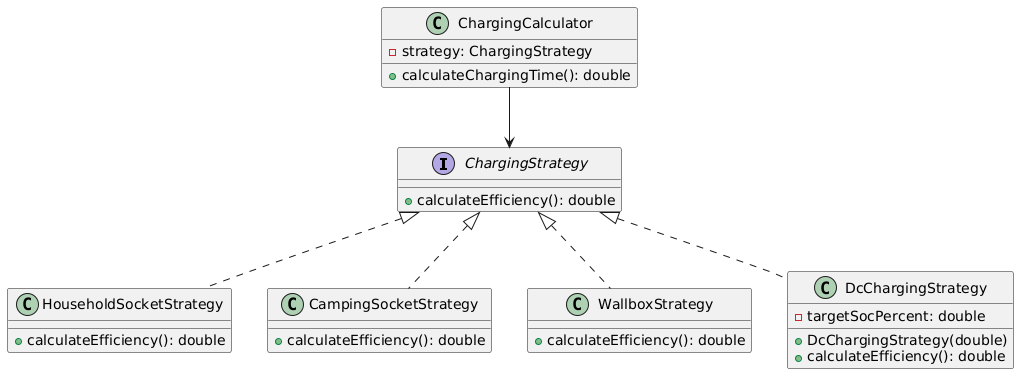 C ChargingCalculator
strategy: ChargingStrategy
calculateChargingTime(): double
I ChargingStrategy
calculateEfficiency(): double
C HouseholdSocketStrategy
calculateEfficiency(): double
C CampingSocketStrategy
calculateEfficiency(): double
C WallboxStrategy
calculateEfficiency(): double
C DcChargingStrategy
targetSocPercent: double
DcChargingStrategy(double)
calculateEfficiency(): double